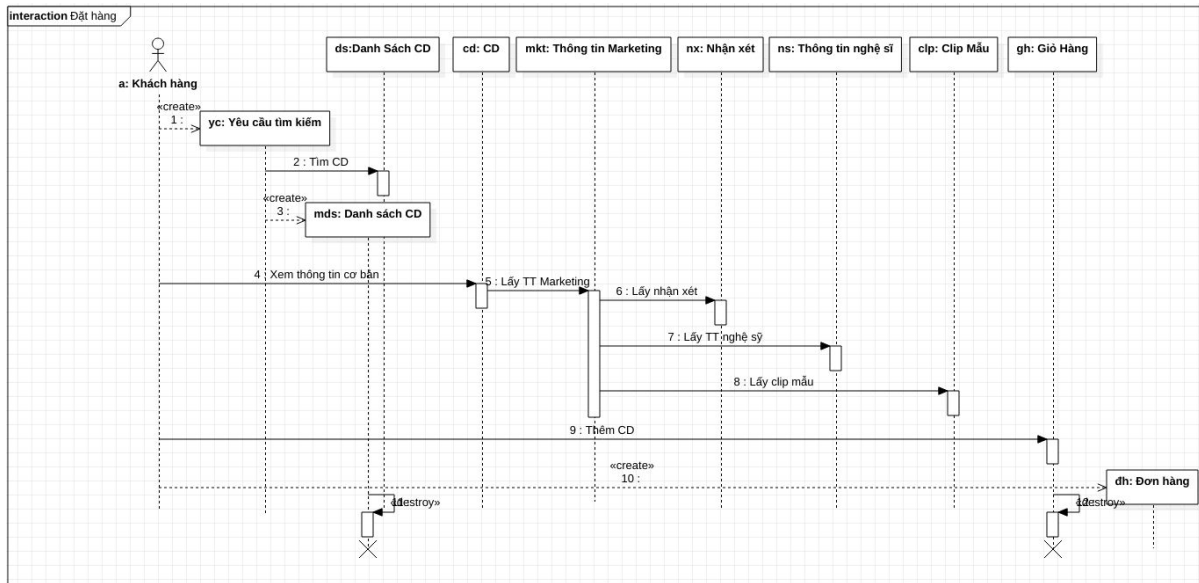 interaction Đặt hàng
ds:Danh Sách CD
cd: CD
mkt: Thông tin Marketing
nx: Nhận xét
ns: Thông tin nghệ sĩ
clp: Clip Mẫu
gh: Giỏ Hàng
a: Khách hàng
«create»
1 :
yc: Yêu cầu tìm kiếm
2 : Tìm CD
«create»
3 :
mds: Danh sách CD
4 : Xem thông tin cơ bản
5 : Lấy TT Marketing
6 : Lấy nhận xét
7 : Lấy TT nghệ sỹ
8 : Lấy clip mẫu
9 : Thêm CD
«create»
10 :
đh: Đơn hàng
11 :
«destroy»
12 :
«destroy»